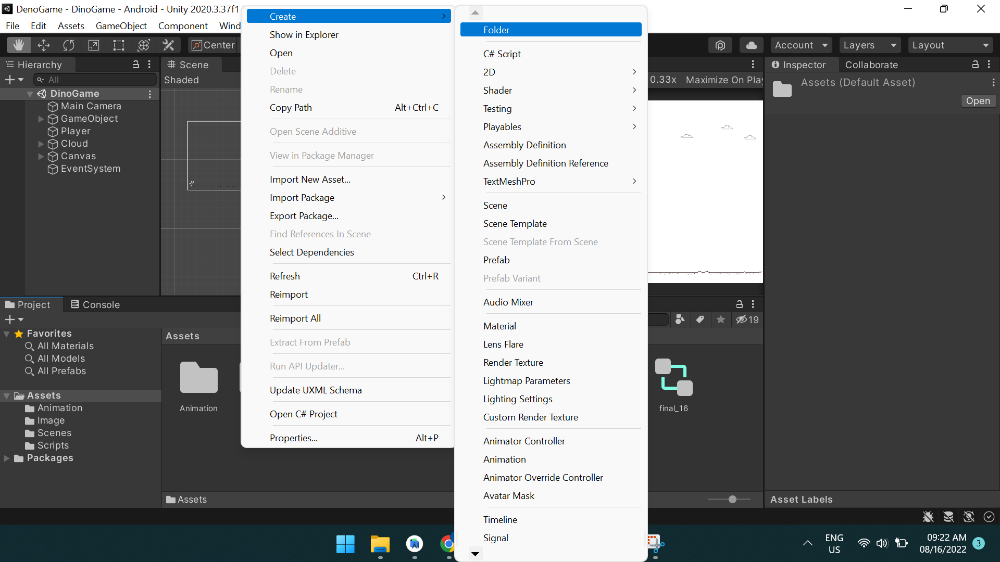 DenoGame - DinoGame - Android - Unity 2020.3.37f1
File Edit Assets GameObject Component Wind
Center
Account
Layers
Layout
Hierarchy
All
DinoGame
Main Camera
GameObject
Player
Cloud
Canvas
EventSystem
Scene
Shaded
Create
Show in Explorer
Open
Delete
Rename
Copy Path Alt+Ctrl+C
Open Scene Additive
View in Package Manager
Import New Asset...
Import Package
Export Package...
Find References In Scene
Select Dependencies
Refresh Ctrl+R
Reimport
Reimport All
Extract From Prefab
Run API Updater...
Update UXML Schema
Open C# Project
Properties... Alt+P
Folder
C# Script
2D
Shader
Testing
Playables
Assembly Definition
Assembly Definition Reference
TextMeshPro
Scene
Scene Template
Scene Template From Scene
Prefab
Prefab Variant
Audio Mixer
Material
Lens Flare
Render Texture
Lightmap Parameters
Lighting Settings
Custom Render Texture
Animator Controller
Animation
Animator Override Controller
Avatar Mask
Timeline
Signal
0.33x Maximize On Play
Inspector Collaborate
Assets (Default Asset)
Open
Project Console
Favorites
All Materials
All Models
All Prefabs
Assets
Animation
Image
Scenes
Scripts
Packages
Assets
Animation
19
final_16
Assets
Asset Labels
ENG
US
09:22 AM
08/16/2022
3